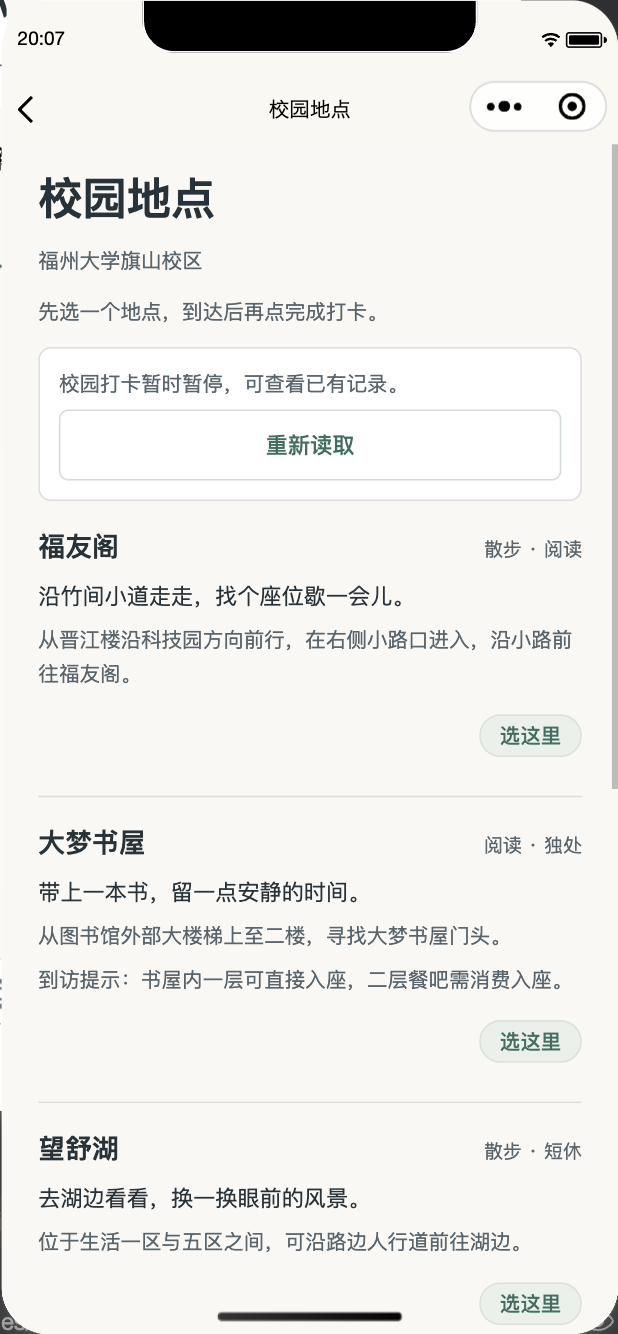 20:07
校园地点
校园地点
福州大学旗山校区
先选一个地点，到达后再点完成打卡。
校园打卡暂时暂停，可查看已有记录。
重新读取
福友阁
散步 · 阅读
沿竹间小道走走，找个座位歇一会儿。
从晋江楼沿科技园方向前行，在右侧小路口进入，沿小路前
往福友阁。
选这里
大梦书屋
阅读 · 独处
带上一本书，留一点安静的时间。
从图书馆外部大楼梯上至二楼，寻找大梦书屋门头。
到访提示：书屋内一层可直接入座，二层餐吧需消费入座。
选这里
望舒湖
散步 · 短休
去湖边看看，换一换眼前的风景。
位于生活一区与五区之间，可沿路边人行道前往湖边。
选这里